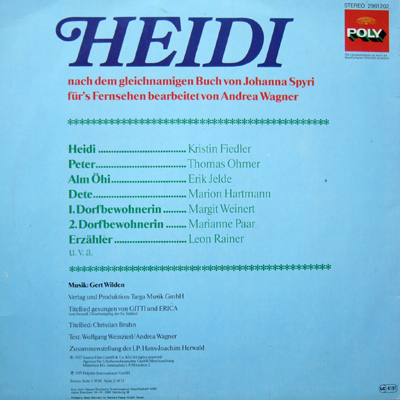 STEREO 2961202
HEIDI
POLY
nach dem gleichnamigen Buch von Johanna Spyri
für's Fernsehen bearbeitet von Andrea Wagner
************************************
Heidi ........................ Kristin Fiedler
Peter ........................ Thomas Ohrner
Alm Öhi ........................ Erik Jelde
Dete ........................ Marion Hartmann
1. Dorfbewohnerin ........ Margit Weinert
2. Dorfbewohnerin ........ Marianne Paar
Erzähler ........................ Leon Rainer
u. v. a.
************************************
Musik: Gert Wilden
Verlag und Produktion: Targa Musik GmbH
Titellied gesungen von GITTI und ERICA
Titellied: Christian Bruhn
Text: Wolfgang Weinzierl/Andrea Wagner
Zusammenstellung der LP: Hans-Joachim Herwald